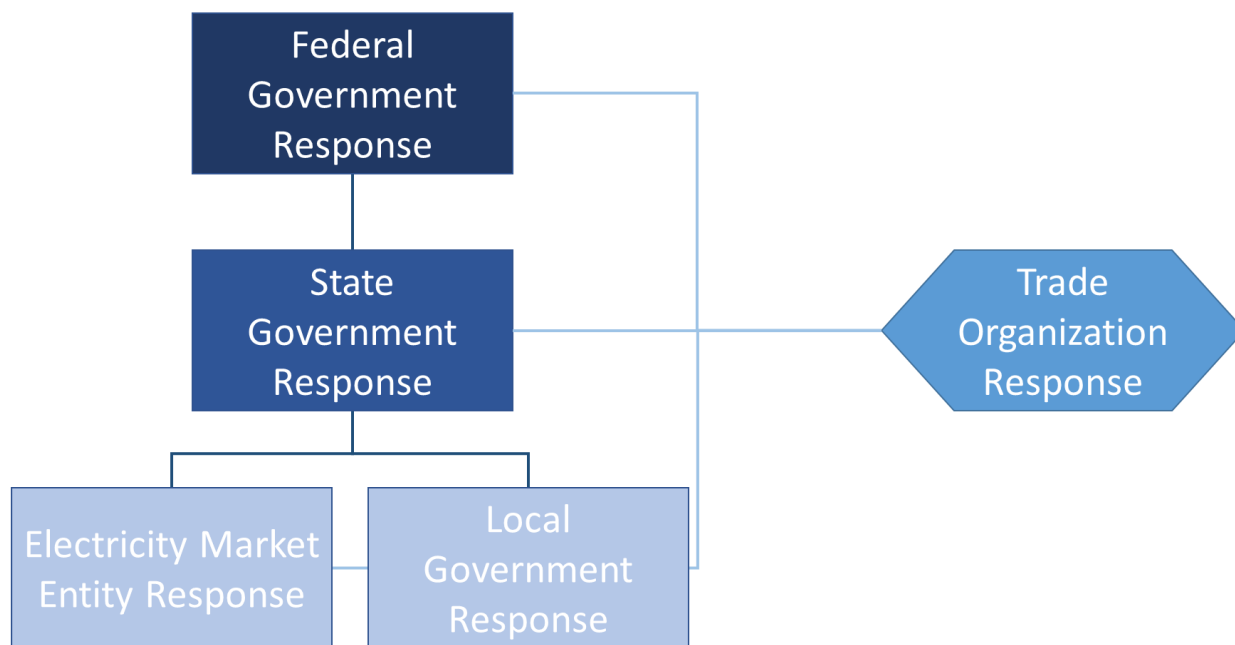 Federal
Government
Response
State
Government
Response
Trade
Organization
Response
Electricity Market
Entity Response
Local
Government
Response